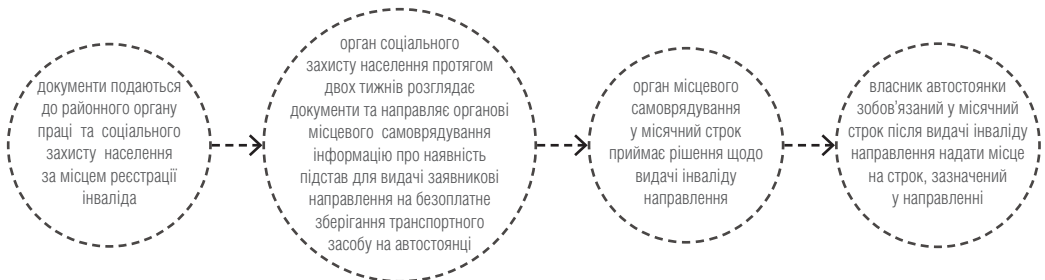 документи подаються
до районного органу
праці та соціального
захисту населення
за місцем реєстрації
інваліда
орган соціального
захисту населення протягом
двох тижнів розглядає
документи та направляє органові
місцевого самоврядування
інформацію про наявність
підстав для видачі заявникові
направлення на безоплатне
зберігання транспортного
засобу на автостоянці
орган місцевого
самоврядування
у місячний строк
приймає рішення щодо
видачі інваліду
направлення
власник автостоянки
зобов’язаний у місячний
строк після видачі інваліду
направлення надати місце
на строк, зазначений
у направленні